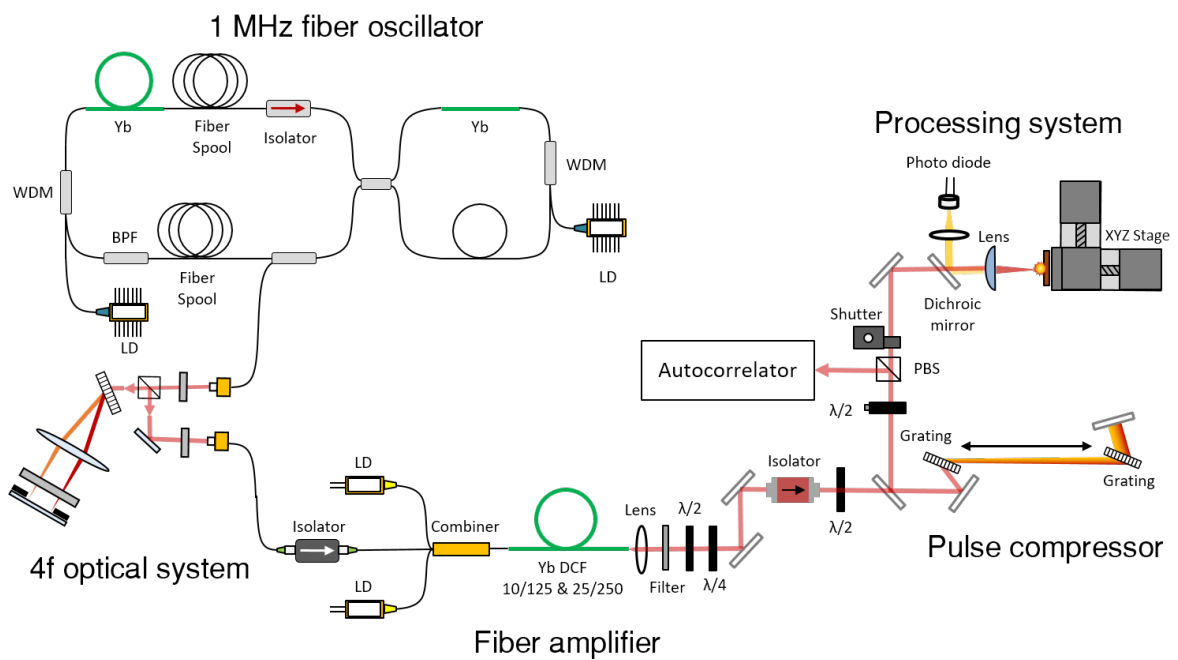 1 MHz fiber oscillator
Yb
Fiber
Spool
Isolator
Yb
WDM
WDM
BPF
Fiber
Spool
LD
LD
Processing system
Photo diode
Lens
XYZ Stage
Dichroic
mirror
Shutter
PBS
Autocorrelator
λ/2
Grating
Grating
Pulse compressor
4f optical system
LD
Isolator
Combiner
LD
Yb DCF
10/125 & 25/250
Lens
Filter
λ/2
λ/4
Isolator
λ/2
Fiber amplifier